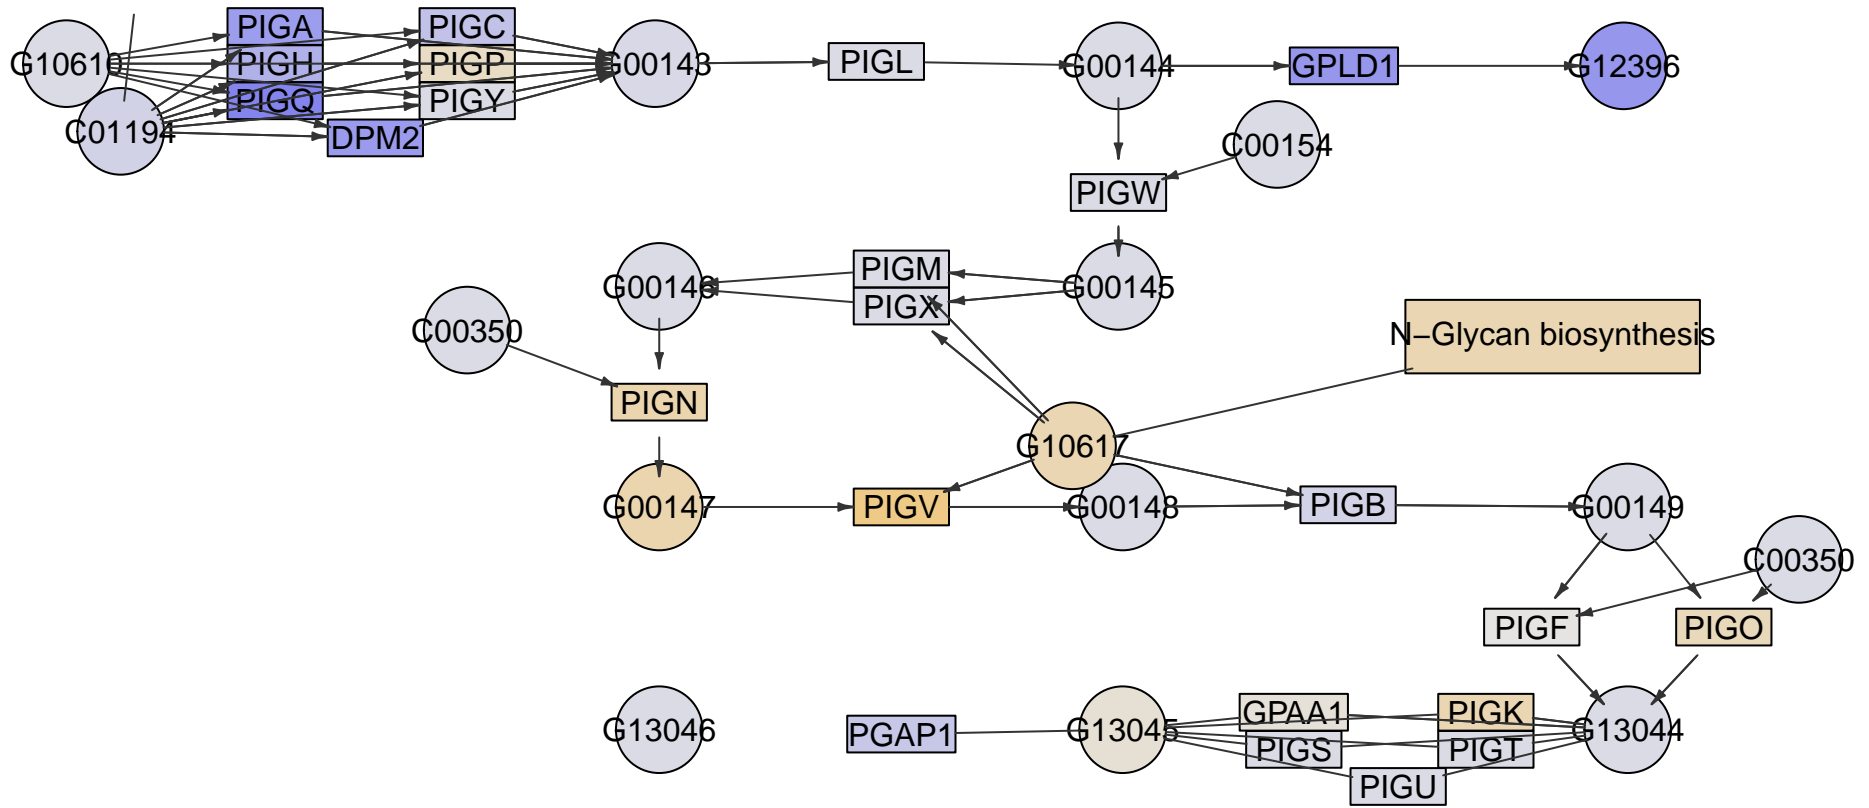 PIGA
PIGC
G10610
PIGH
PIGP
G00143
PIGL
G00144
GPLD1
G12396
PIGQ
PIGY
C01194
DPM2
C00154
PIGW
PIGM
G00146
G00145
PIGX
C00350
N−Glycan biosynthesis
PIGN
G10617
G00147
PIGV
G00148
PIGB
G00149
C00350
PIGF
PIGO
GPAA1
PIGK
G13046
PGAP1
G13045
G13044
PIGS
PIGT
PIGU